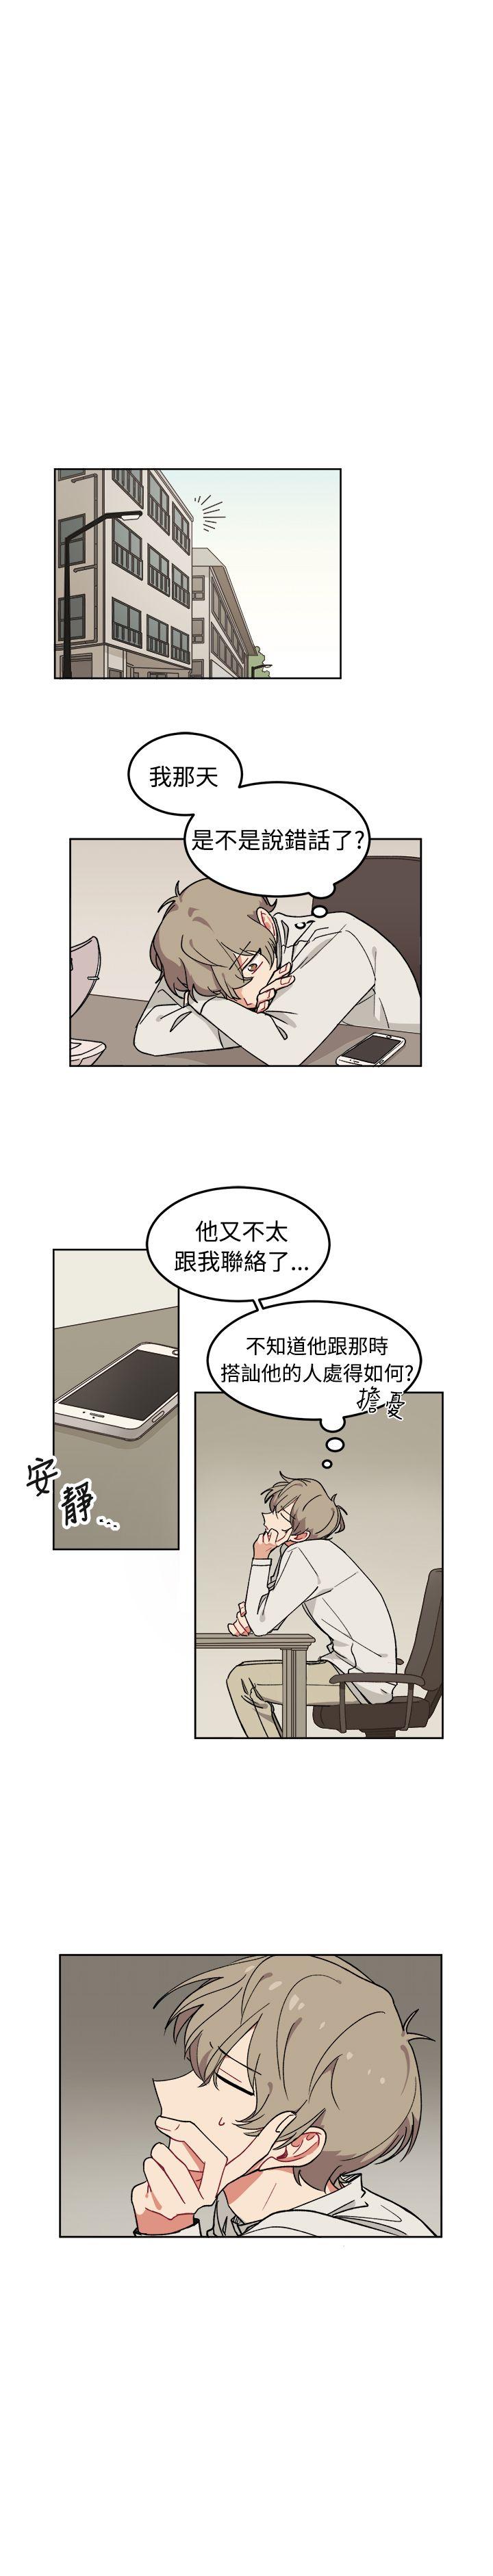 我那天
是不是說錯話了?
他又不太
跟我聯絡了...
不知道他跟那時
搭訕他的人處得如何?
擔憂
安靜...